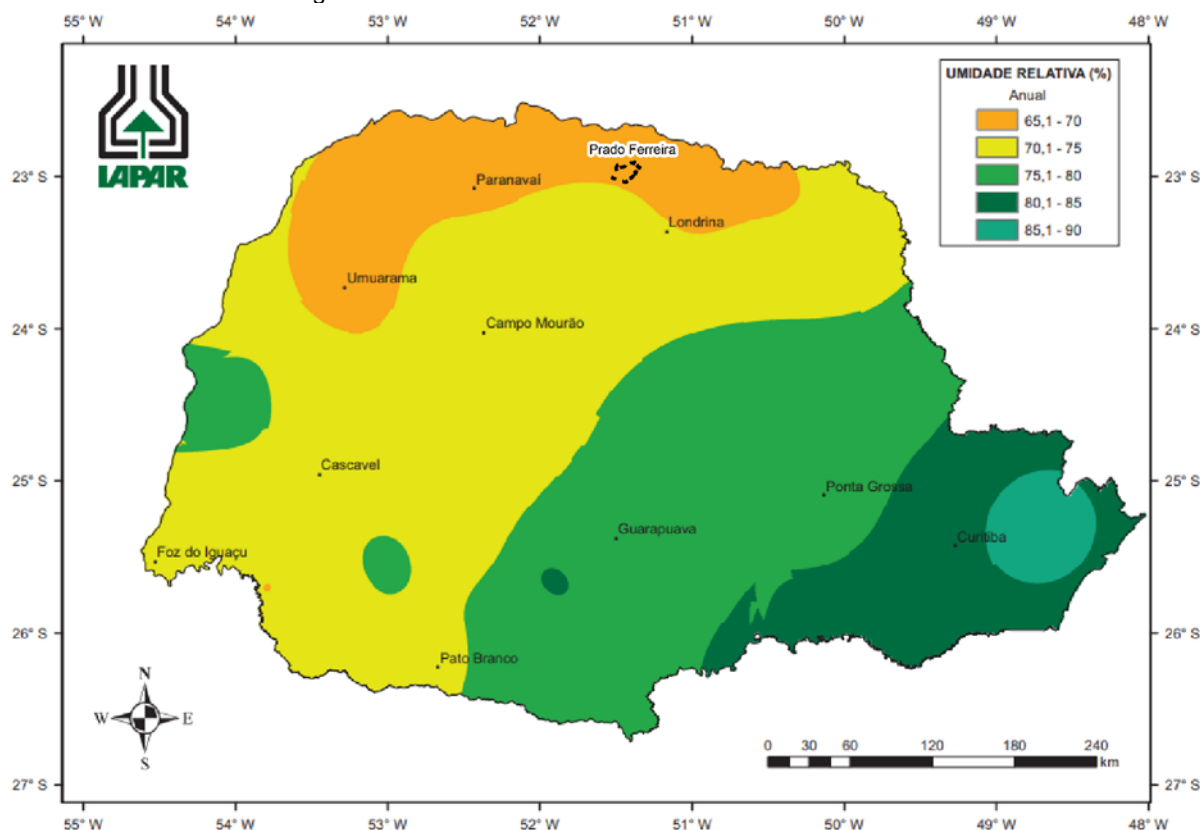 55° W 54° W 53° W 52° W 51° W 50° W 49° W 48° W
IAPAR
UMIDADE RELATIVA (%)
Anual
65,1 - 70
70,1 - 75
75,1 - 80
80,1 - 85
85,1 - 90
Prado Ferreira
23° S 23° S
Paranavaí
Londrina
Umuarama
24° S 24° S
Campo Mourão
25° S 25° S
Cascavel
Ponta Grossa
Guarapuava
Curitiba
Foz do Iguaçu
26° S 26° S
Pato Branco
N
W E
S
0 30 60 120 180 240
km
27° S 27° S
55° W 54° W 53° W 52° W 51° W 50° W 49° W 48° W